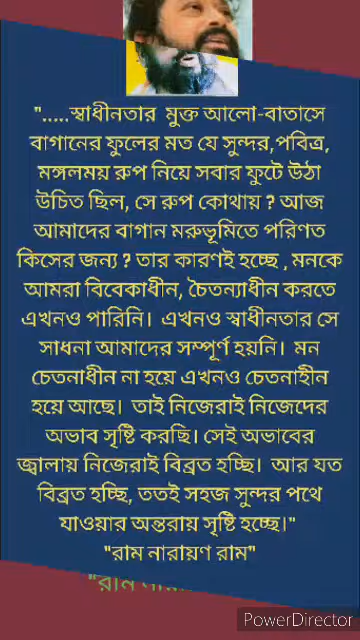 ".....স্বাধীনতার মুক্ত আলো-বাতাসে
বাগানের ফুলের মত যে সুন্দর,পবিত্র,
মঙ্গলময় রুপ নিয়ে সবার ফুটে উঠা
উচিত ছিল, সে রুপ কোথায় ? আজ
আমাদের বাগান মরুভূমিতে পরিণত
কিসের জন্য ? তার কারণই হচ্ছে , মনকে
আমরা বিবেকাধীন, চৈতন্যাধীন করতে
এখনও পারিনি। এখনও স্বাধীনতার সে
সাধনা আমাদের সম্পূর্ণ হয়নি। মন
চেতনাধীন না হয়ে এখনও চেতনাহীন
হয়ে আছে। তাই নিজেরাই নিজেদের
অভাব সৃষ্টি করছি। সেই অভাবের
জ্বালায় নিজেরাই বিব্রত হচ্ছি। আর যত
বিব্রত হচ্ছি, ততই সহজ সুন্দর পথে
যাওয়ার অন্তরায় সৃষ্টি হচ্ছে।"
"রাম নারায়ণ রাম"
"রাম
PowerDirector